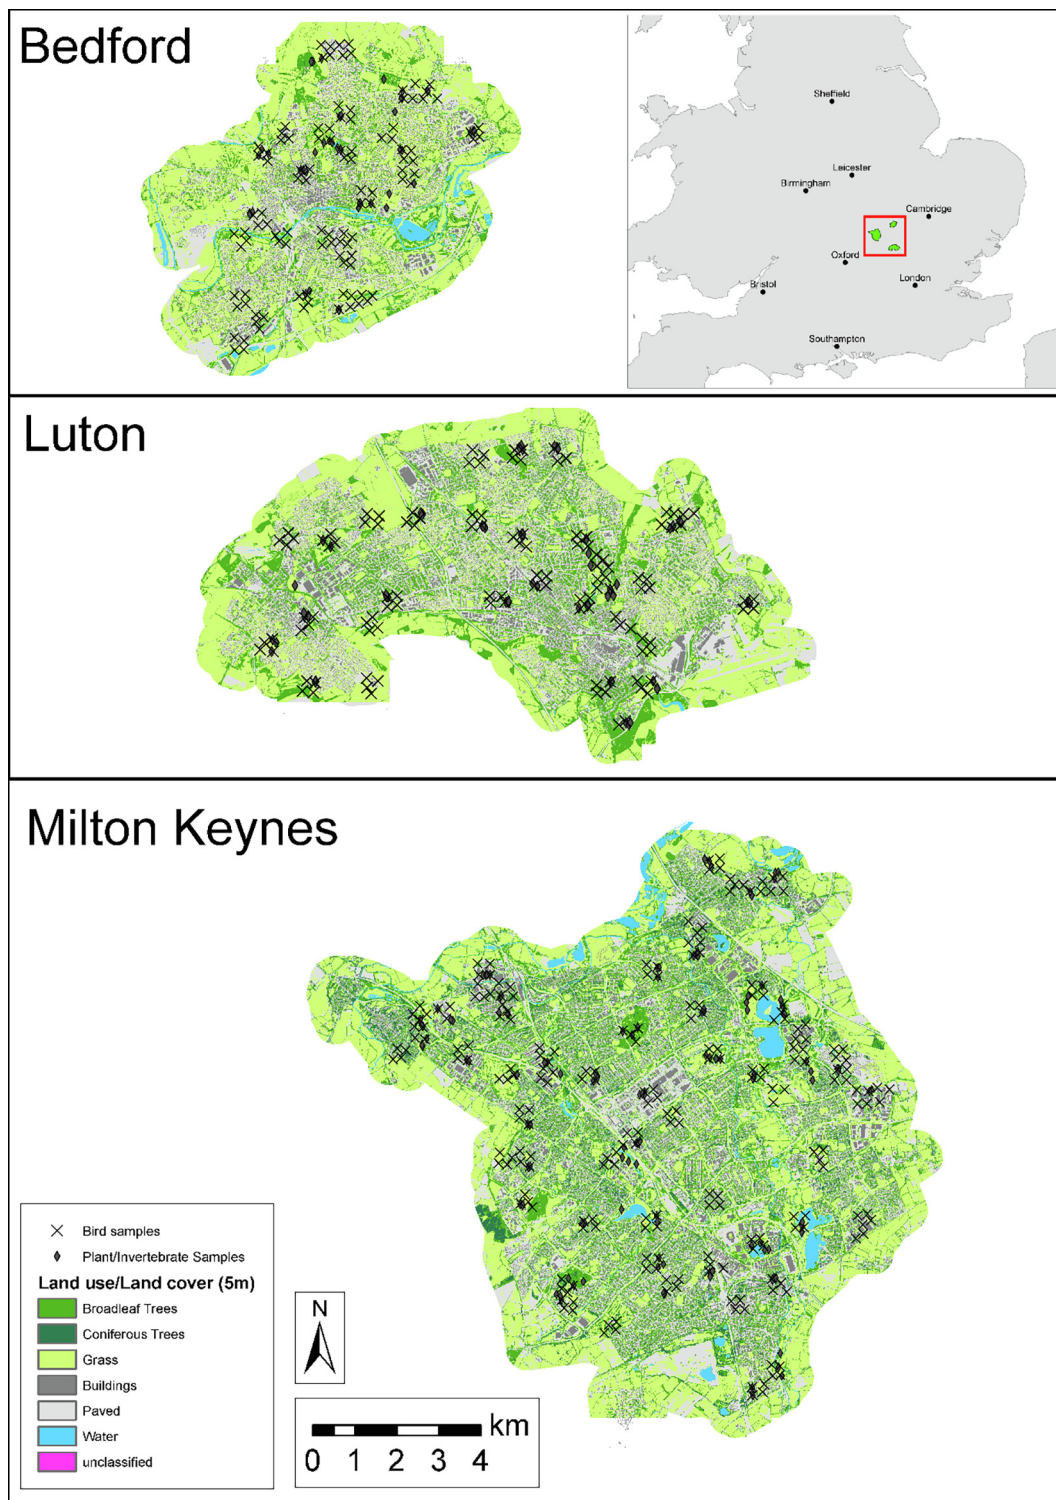 Bedford
Sheffield
Leicester
Birmingham
Cambridge
Oxford
London
Bristol
Southampton
Luton
Milton Keynes
Bird samples
Plant/Invertebrate Samples
Land use/Land cover (5m)
Broadleaf Trees
Coniferous Trees
Grass
Buildings
Paved
Water
unclassified
N
km
0 1 2 3 4